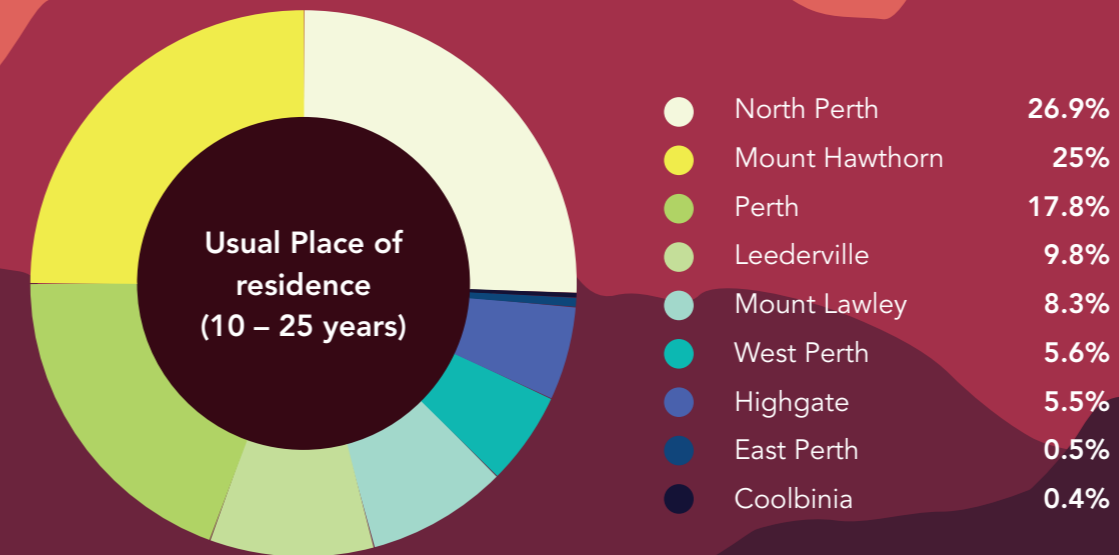 Usual Place of
residence
(10 – 25 years)
North Perth 26.9%
Mount Hawthorn 25%
Perth 17.8%
Leederville 9.8%
Mount Lawley 8.3%
West Perth 5.6%
Highgate 5.5%
East Perth 0.5%
Coolbinia 0.4%